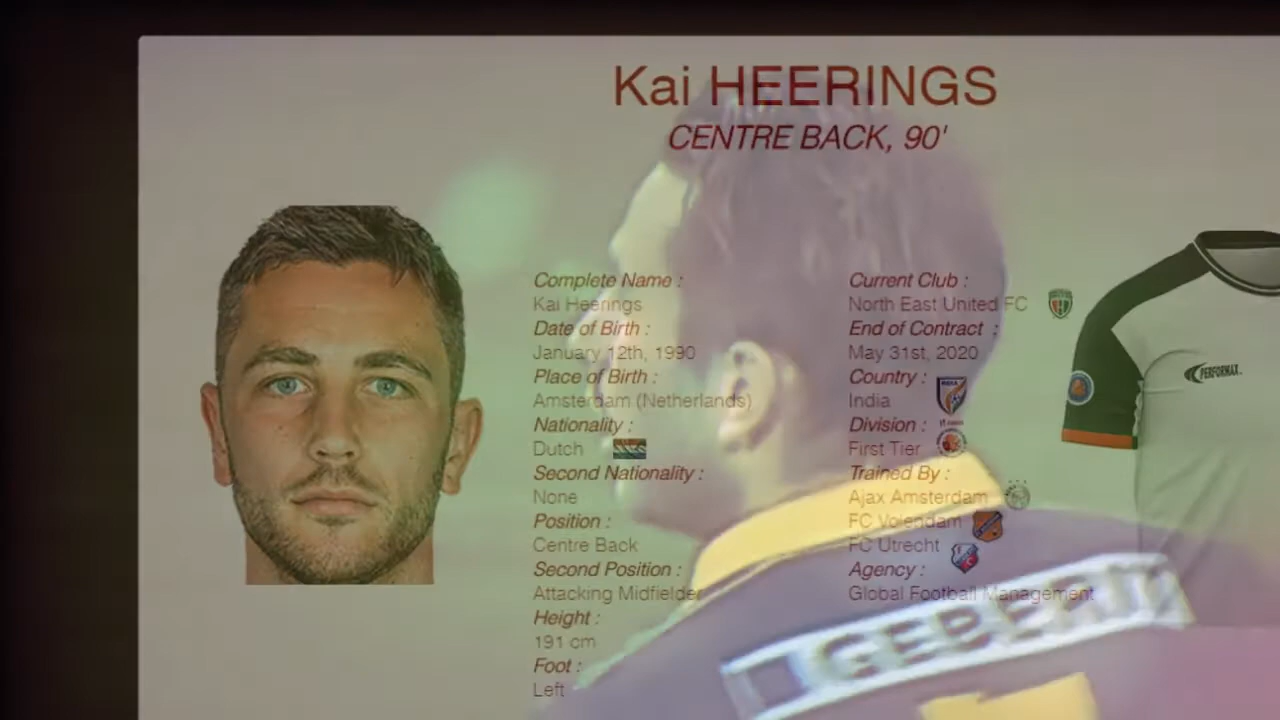 Kai HEERINGS
CENTRE BACK, 90'
Complete Name :
Kai Heerings
Date of Birth :
January 12th, 1990
Place of Birth :
Amsterdam (Netherlands)
Nationality :
Dutch
Second Nationality :
None
Position :
Centre Back
Second Position :
Attacking Midfielder
Height :
191 cm
Foot :
Left
Current Club :
North East United FC
End of Contract :
May 31st, 2020
Country :
India
Division :
First Tier
Trained By :
Ajax Amsterdam
FC Volendam
FC Utrecht
Agency :
Global Football Management
PERFORMAX.
GEBERIT